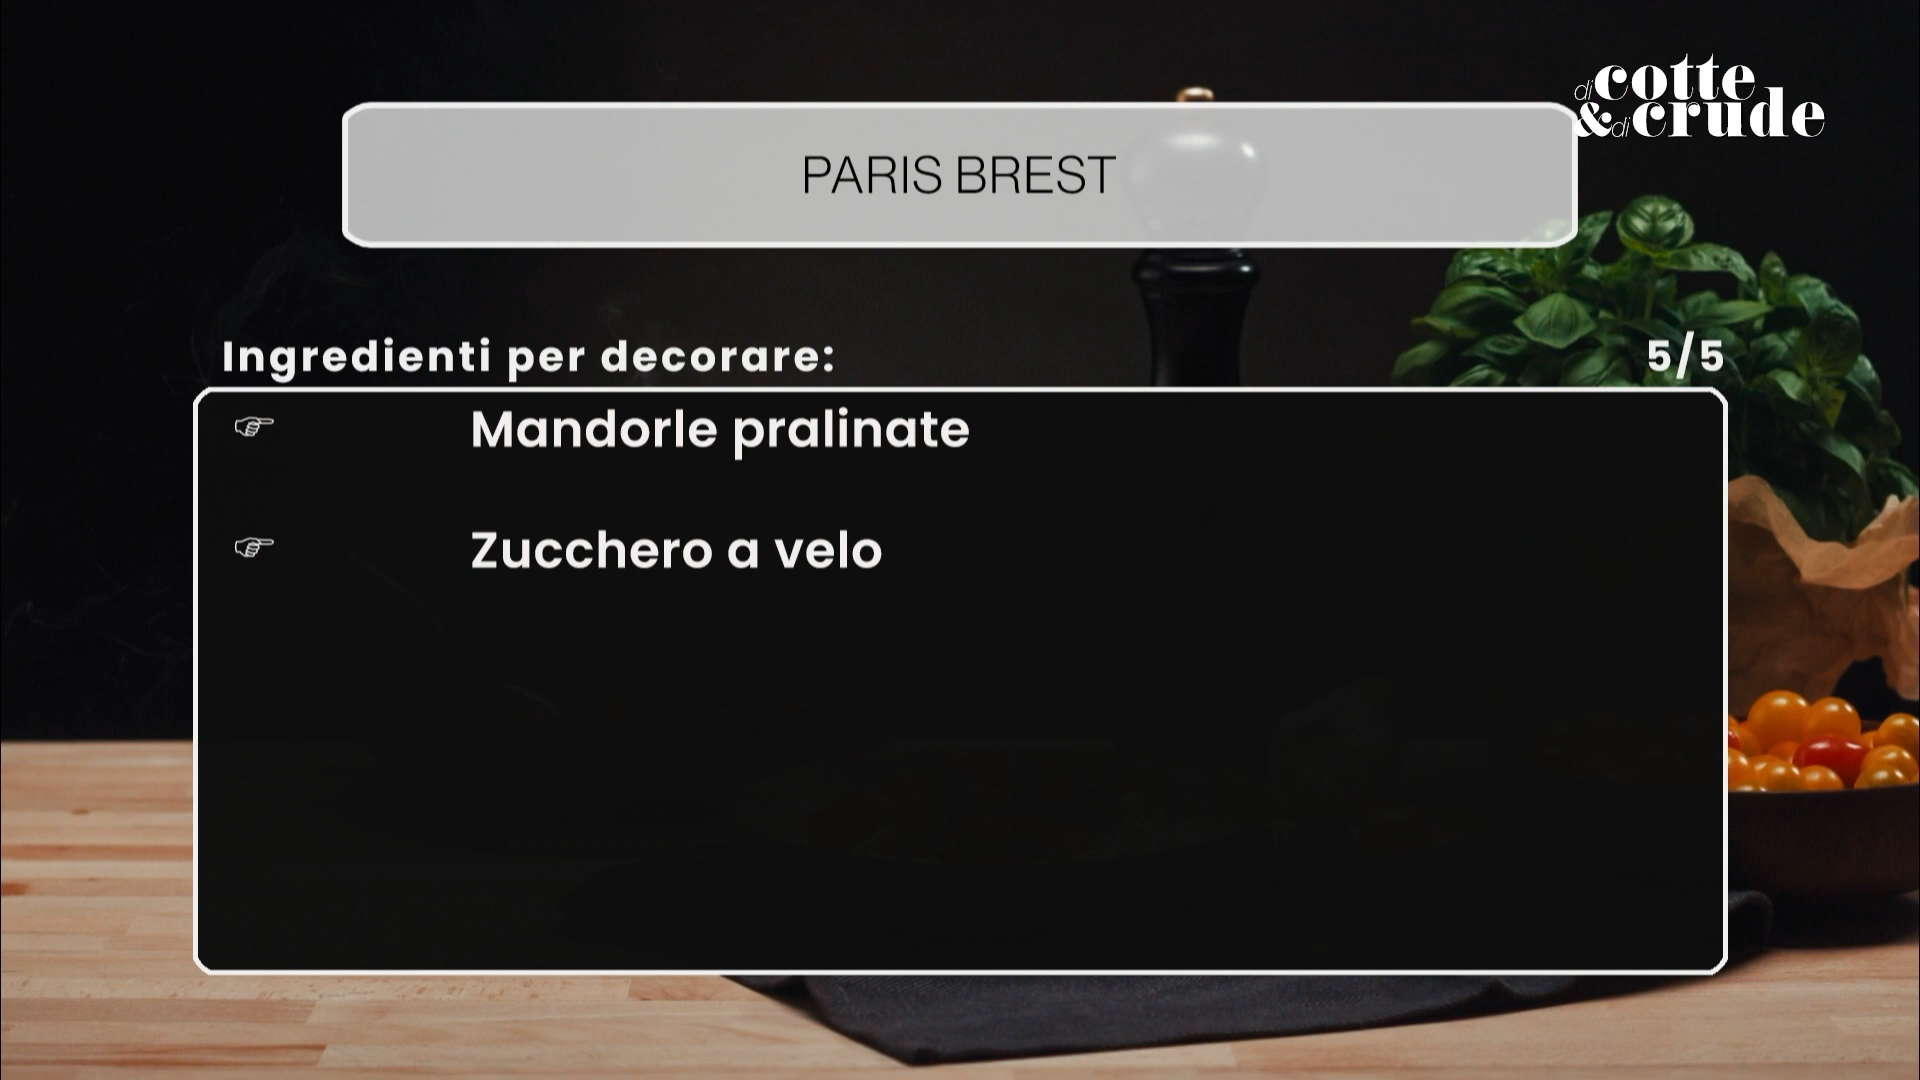 di cotte
& di crude
PARIS BREST
Ingredienti per decorare:
5/5
☞ Mandorle pralinate
☞ Zucchero a velo